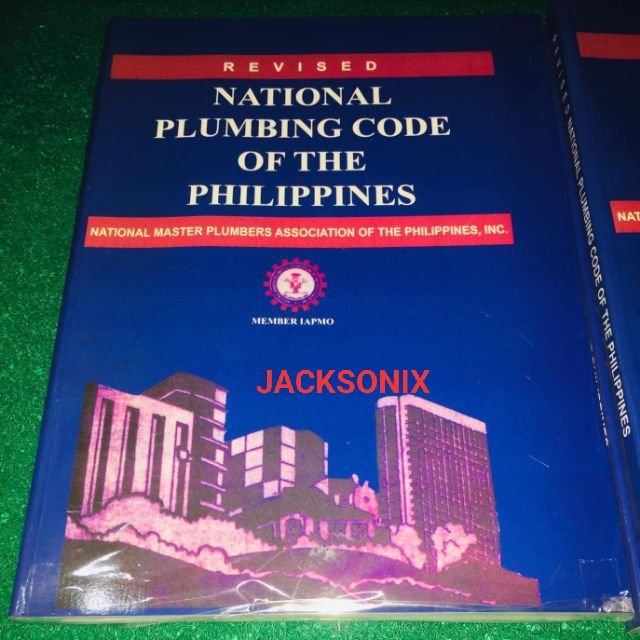 REVISED
NATIONAL
PLUMBING CODE
OF THE
PHILIPPINES
NATIONAL MASTER PLUMBERS ASSOCIATION OF THE PHILIPPINES, INC.
MEMBER IAPMO
JACKSONIX
REVISED NATIONAL PLUMBING CODE OF THE PHILIPPINES
NAT